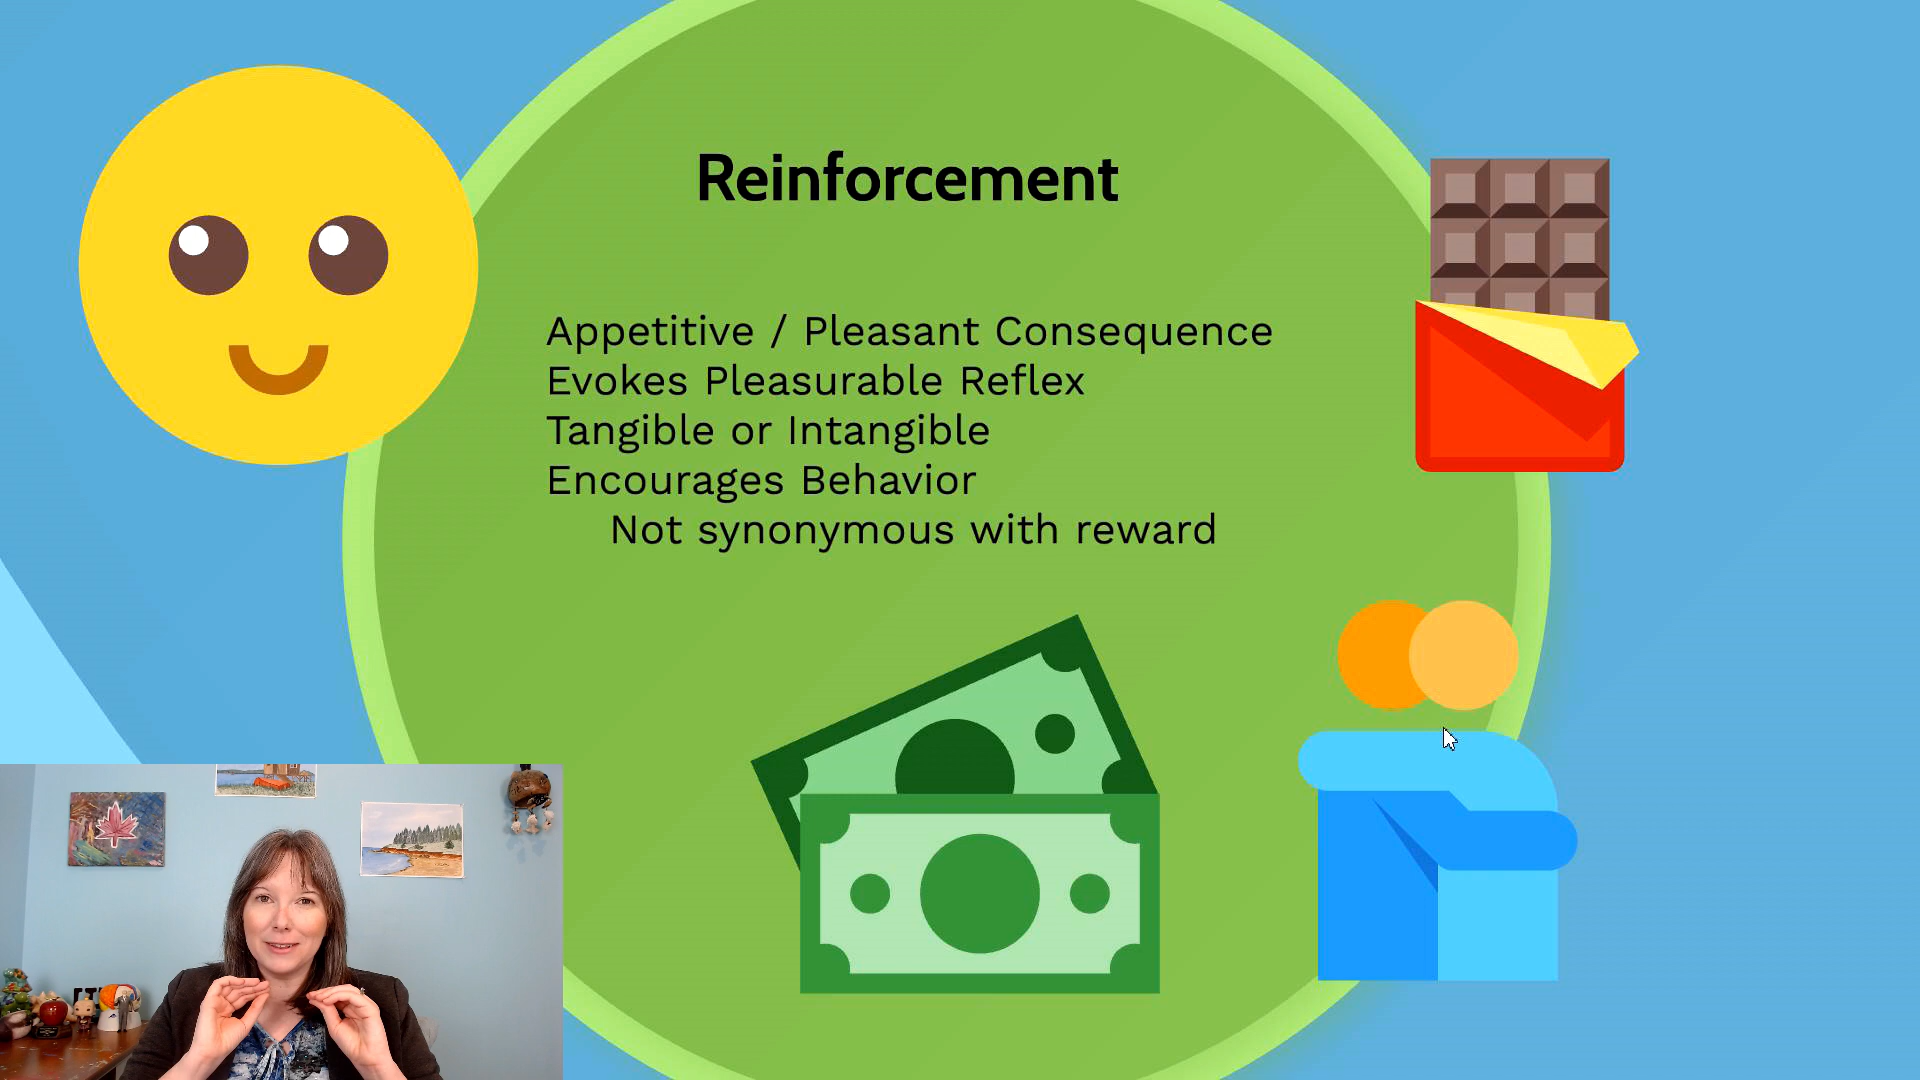 Reinforcement
Appetitive / Pleasant Consequence
Evokes Pleasurable Reflex
Tangible or Intangible
Encourages Behavior
Not synonymous with reward